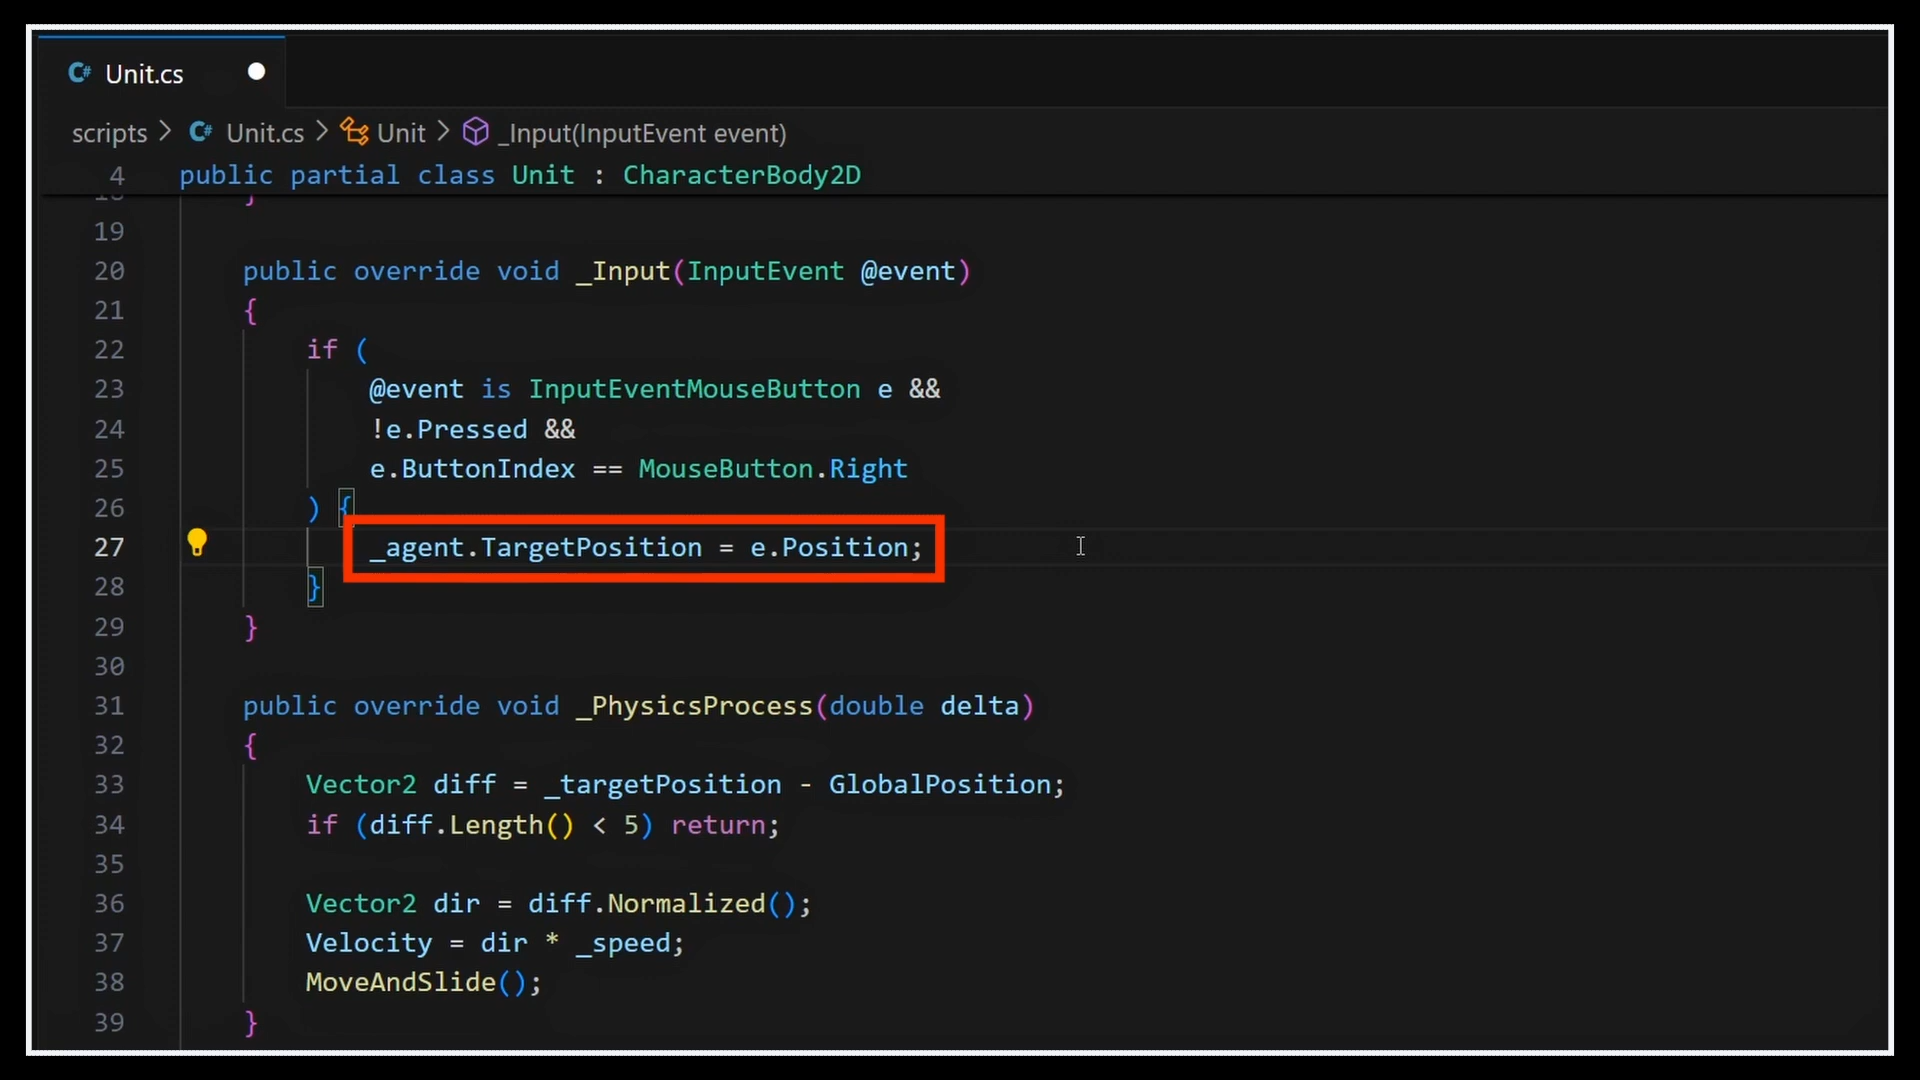 Unit.cs
scripts > Unit.cs > Unit > _Input(InputEvent event)
4 public partial class Unit : CharacterBody2D
18 }
19
20 public override void _Input(InputEvent @event)
21 {
22 if (
23 @event is InputEventMouseButton e &&
24 !e.Pressed &&
25 e.ButtonIndex == MouseButton.Right
26 ) {
27 _agent.TargetPosition = e.Position;
28 }
29 }
30
31 public override void _PhysicsProcess(double delta)
32 {
33 Vector2 diff = _targetPosition - GlobalPosition;
34 if (diff.Length() < 5) return;
35
36 Vector2 dir = diff.Normalized();
37 Velocity = dir * _speed;
38 MoveAndSlide();
39 }